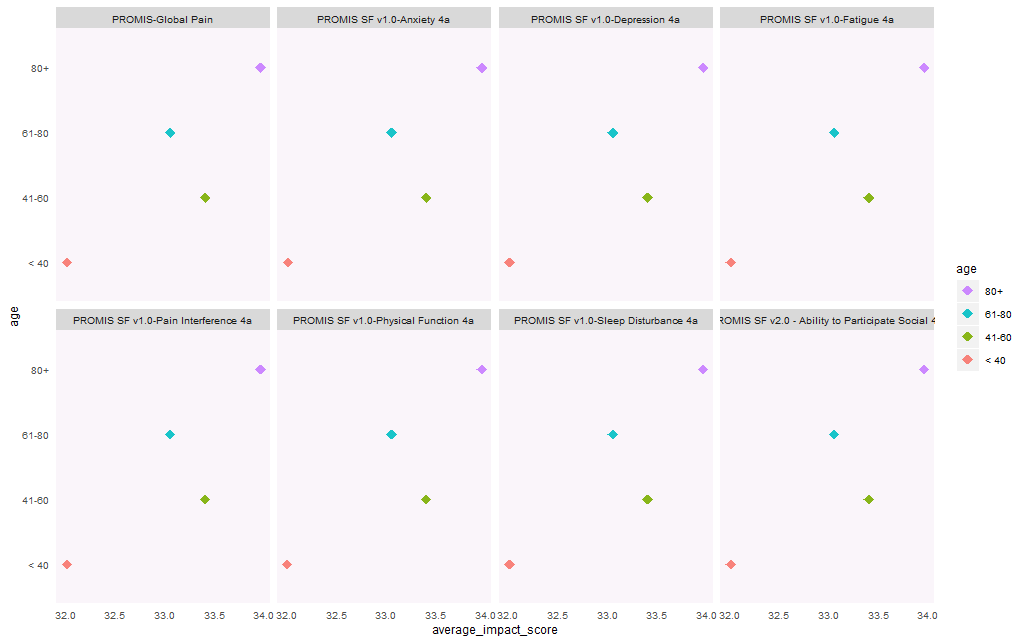 PROMIS-Global Pain
PROMIS SF v1.0-Anxiety 4a
PROMIS SF v1.0-Depression 4a
PROMIS SF v1.0-Fatigue 4a
80+
61-80
41-60
< 40
PROMIS SF v1.0-Pain Interference 4a
PROMIS SF v1.0-Physical Function 4a
PROMIS SF v1.0-Sleep Disturbance 4a
ROMIS SF v2.0 - Ability to Participate Social 4
80+
61-80
41-60
< 40
32.0 32.5 33.0 33.5 34.0
32.0 32.5 33.0 33.5 34.0
32.0 32.5 33.0 33.5 34.0
32.0 32.5 33.0 33.5 34.0
average_impact_score
age
age
80+
61-80
41-60
< 40